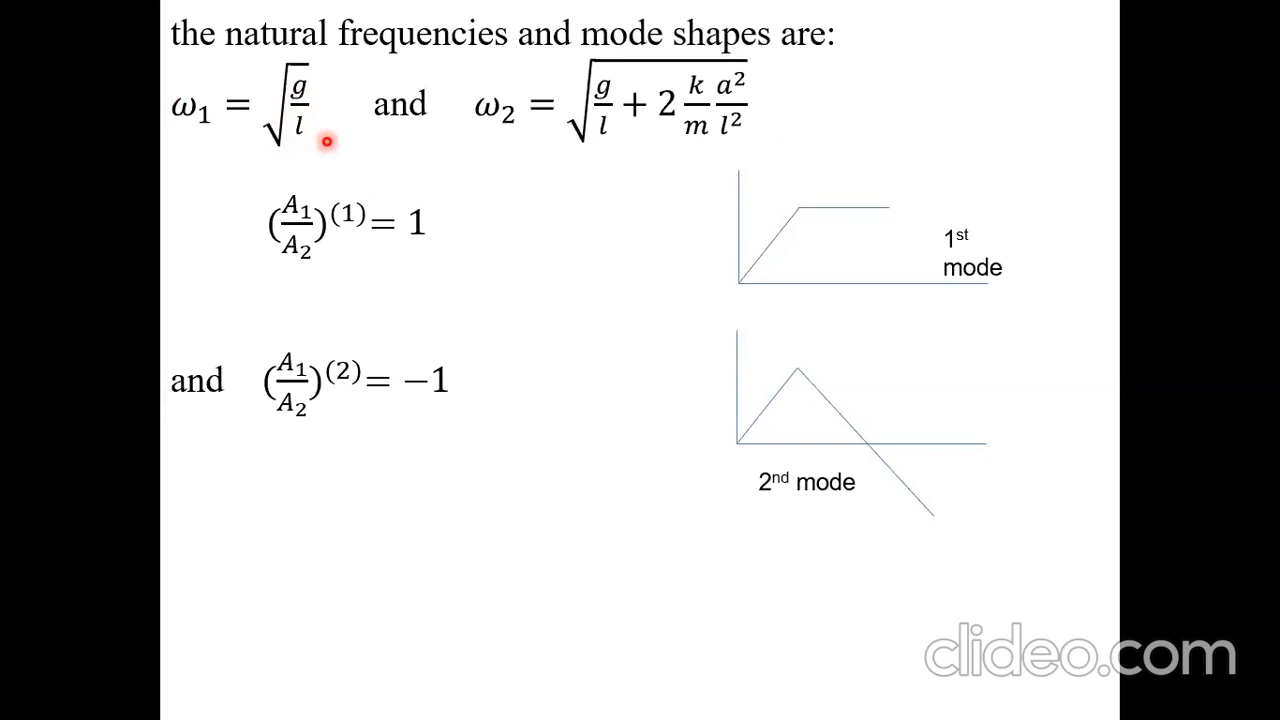 the natural frequencies and mode shapes are:
ω₁ = √(g/l) and ω₂ = √(g/l + 2 k/m a²/l²)
(A₁/A₂)⁽¹⁾= 1
1st
mode
and (A₁/A₂)⁽²⁾= −1
2nd mode
clideo.com